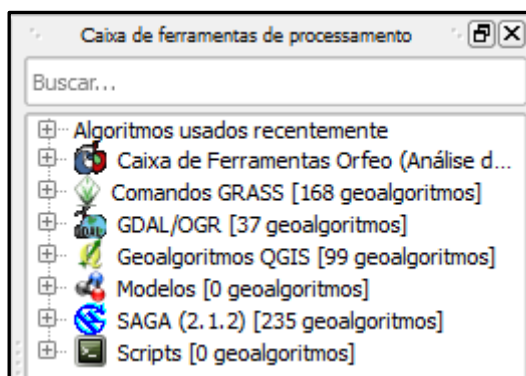 Caixa de ferramentas de processamento
Buscar...
Algoritmos usados recentemente
Caixa de Ferramentas Orfeo (Análise d...
Comandos GRASS [168 geoalgoritmos]
GDAL/OGR [37 geoalgoritmos]
Geoalgoritmos QGIS [99 geoalgoritmos]
Modelos [0 geoalgoritmos]
SAGA (2.1.2) [235 geoalgoritmos]
Scripts [0 geoalgoritmos]